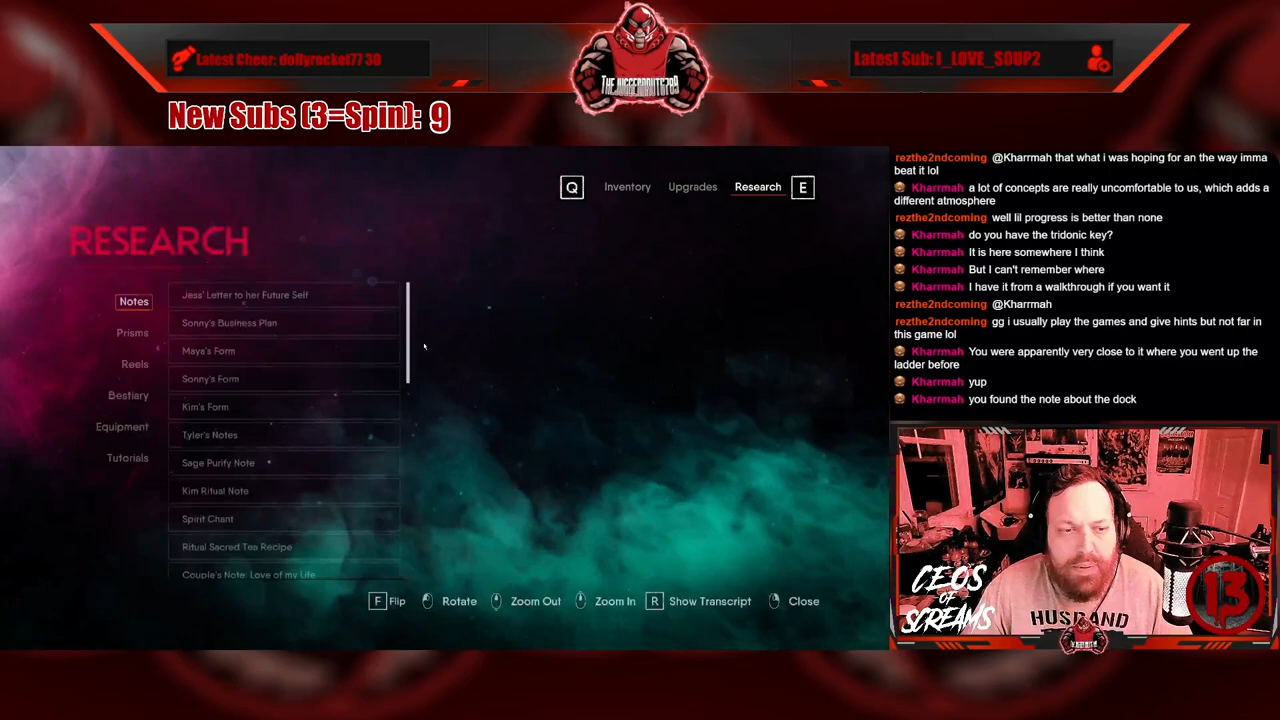 Latest Cheer: dollyrocket77 30
THEJUGGERNAUT6789
Latest Sub: I_LOVE_SOUP2
New Subs (3=Spin): 9
Q Inventory Upgrades Research E
RESEARCH
Notes
Prisms
Reels
Bestiary
Equipment
Tutorials
Jess' Letter to her Future Self
Sonny's Business Plan
Maya's Form
Sonny's Form
Kim's Form
Tyler's Notes
Sage Purify Note
Kim Ritual Note
Spirit Chant
Ritual Sacred Tea Recipe
Couple's Note: Love of my Life
F Flip Rotate Zoom Out Zoom In R Show Transcript Close
rezthe2ndcoming @Kharrmah that what i was hoping for an the way imma
beat it lol
Kharrmah a lot of concepts are really uncomfortable to us, which adds a
different atmosphere
rezthe2ndcoming well lil progress is better than none
Kharrmah do you have the tridonic key?
Kharrmah It is here somewhere I think
Kharrmah But I can't remember where
Kharrmah I have it from a walkthrough if you want it
rezthe2ndcoming @Kharrmah
rezthe2ndcoming gg i usually play the games and give hints but not far in
this game lol
Kharrmah You were apparently very close to it where you went up the
ladder before
Kharrmah yup
Kharrmah you found the note about the dock
CEOS
OF
SCREAMS
HUSBAND
13